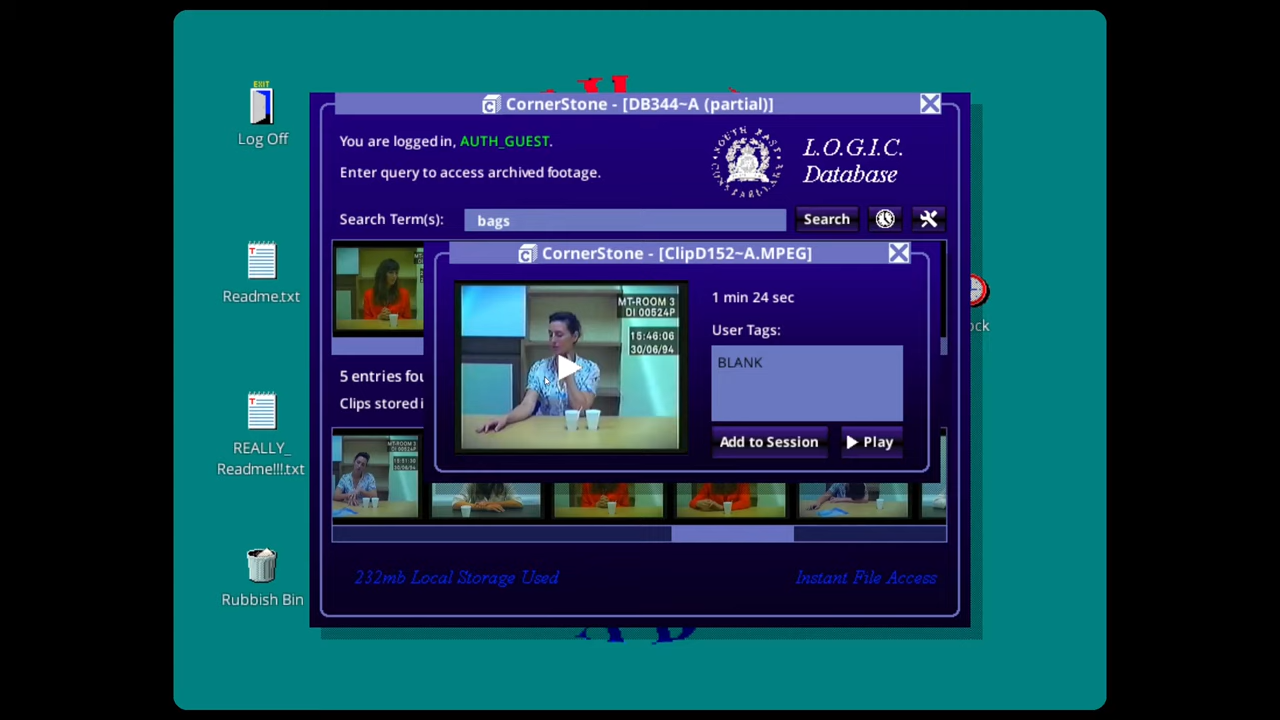 EXIT
Log Off
Readme.txt
REALLY_
Readme!!!.txt
Rubbish Bin
CornerStone - [DB344~A (partial)]
You are logged in, AUTH_GUEST.
Enter query to access archived footage.
L.O.G.I.C.
Database
Search Term(s):
bags
Search
CornerStone - [ClipD152~A.MPEG]
MT-ROOM 3
DI 00524P
15:46:06
30/06/94
1 min 24 sec
User Tags:
BLANK
Add to Session
Play
5 entries fou
Clips stored i
ock
232mb Local Storage Used
Instant File Access